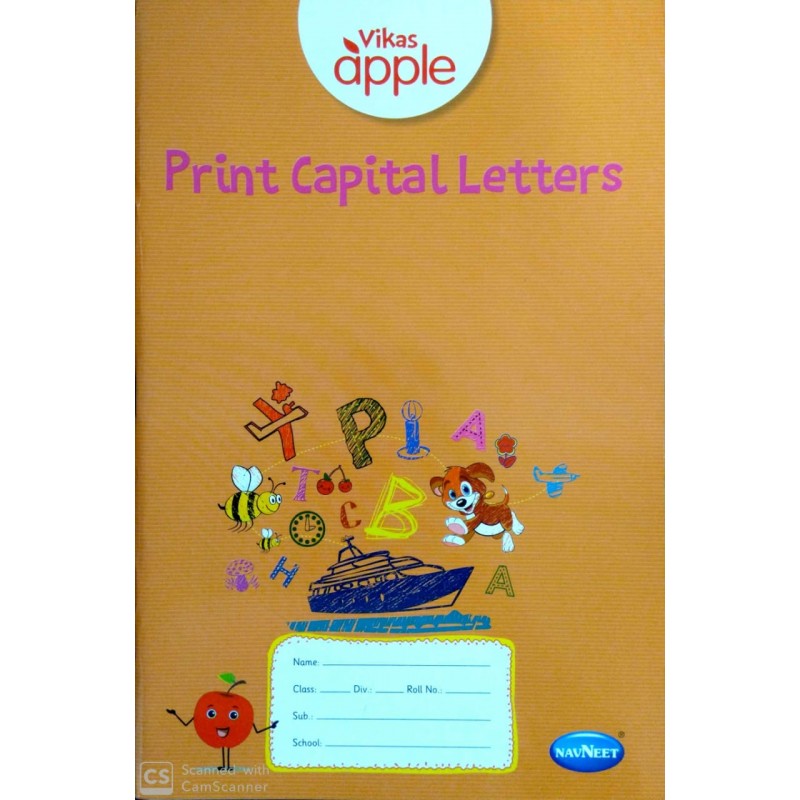 Vikas
apple
Print Capital Letters
Y P i A
T C B
H A
Name:
Class: Div.: Roll No.:
Sub.:
School:
NAVNEET ®
CS Scanned with
CamScanner